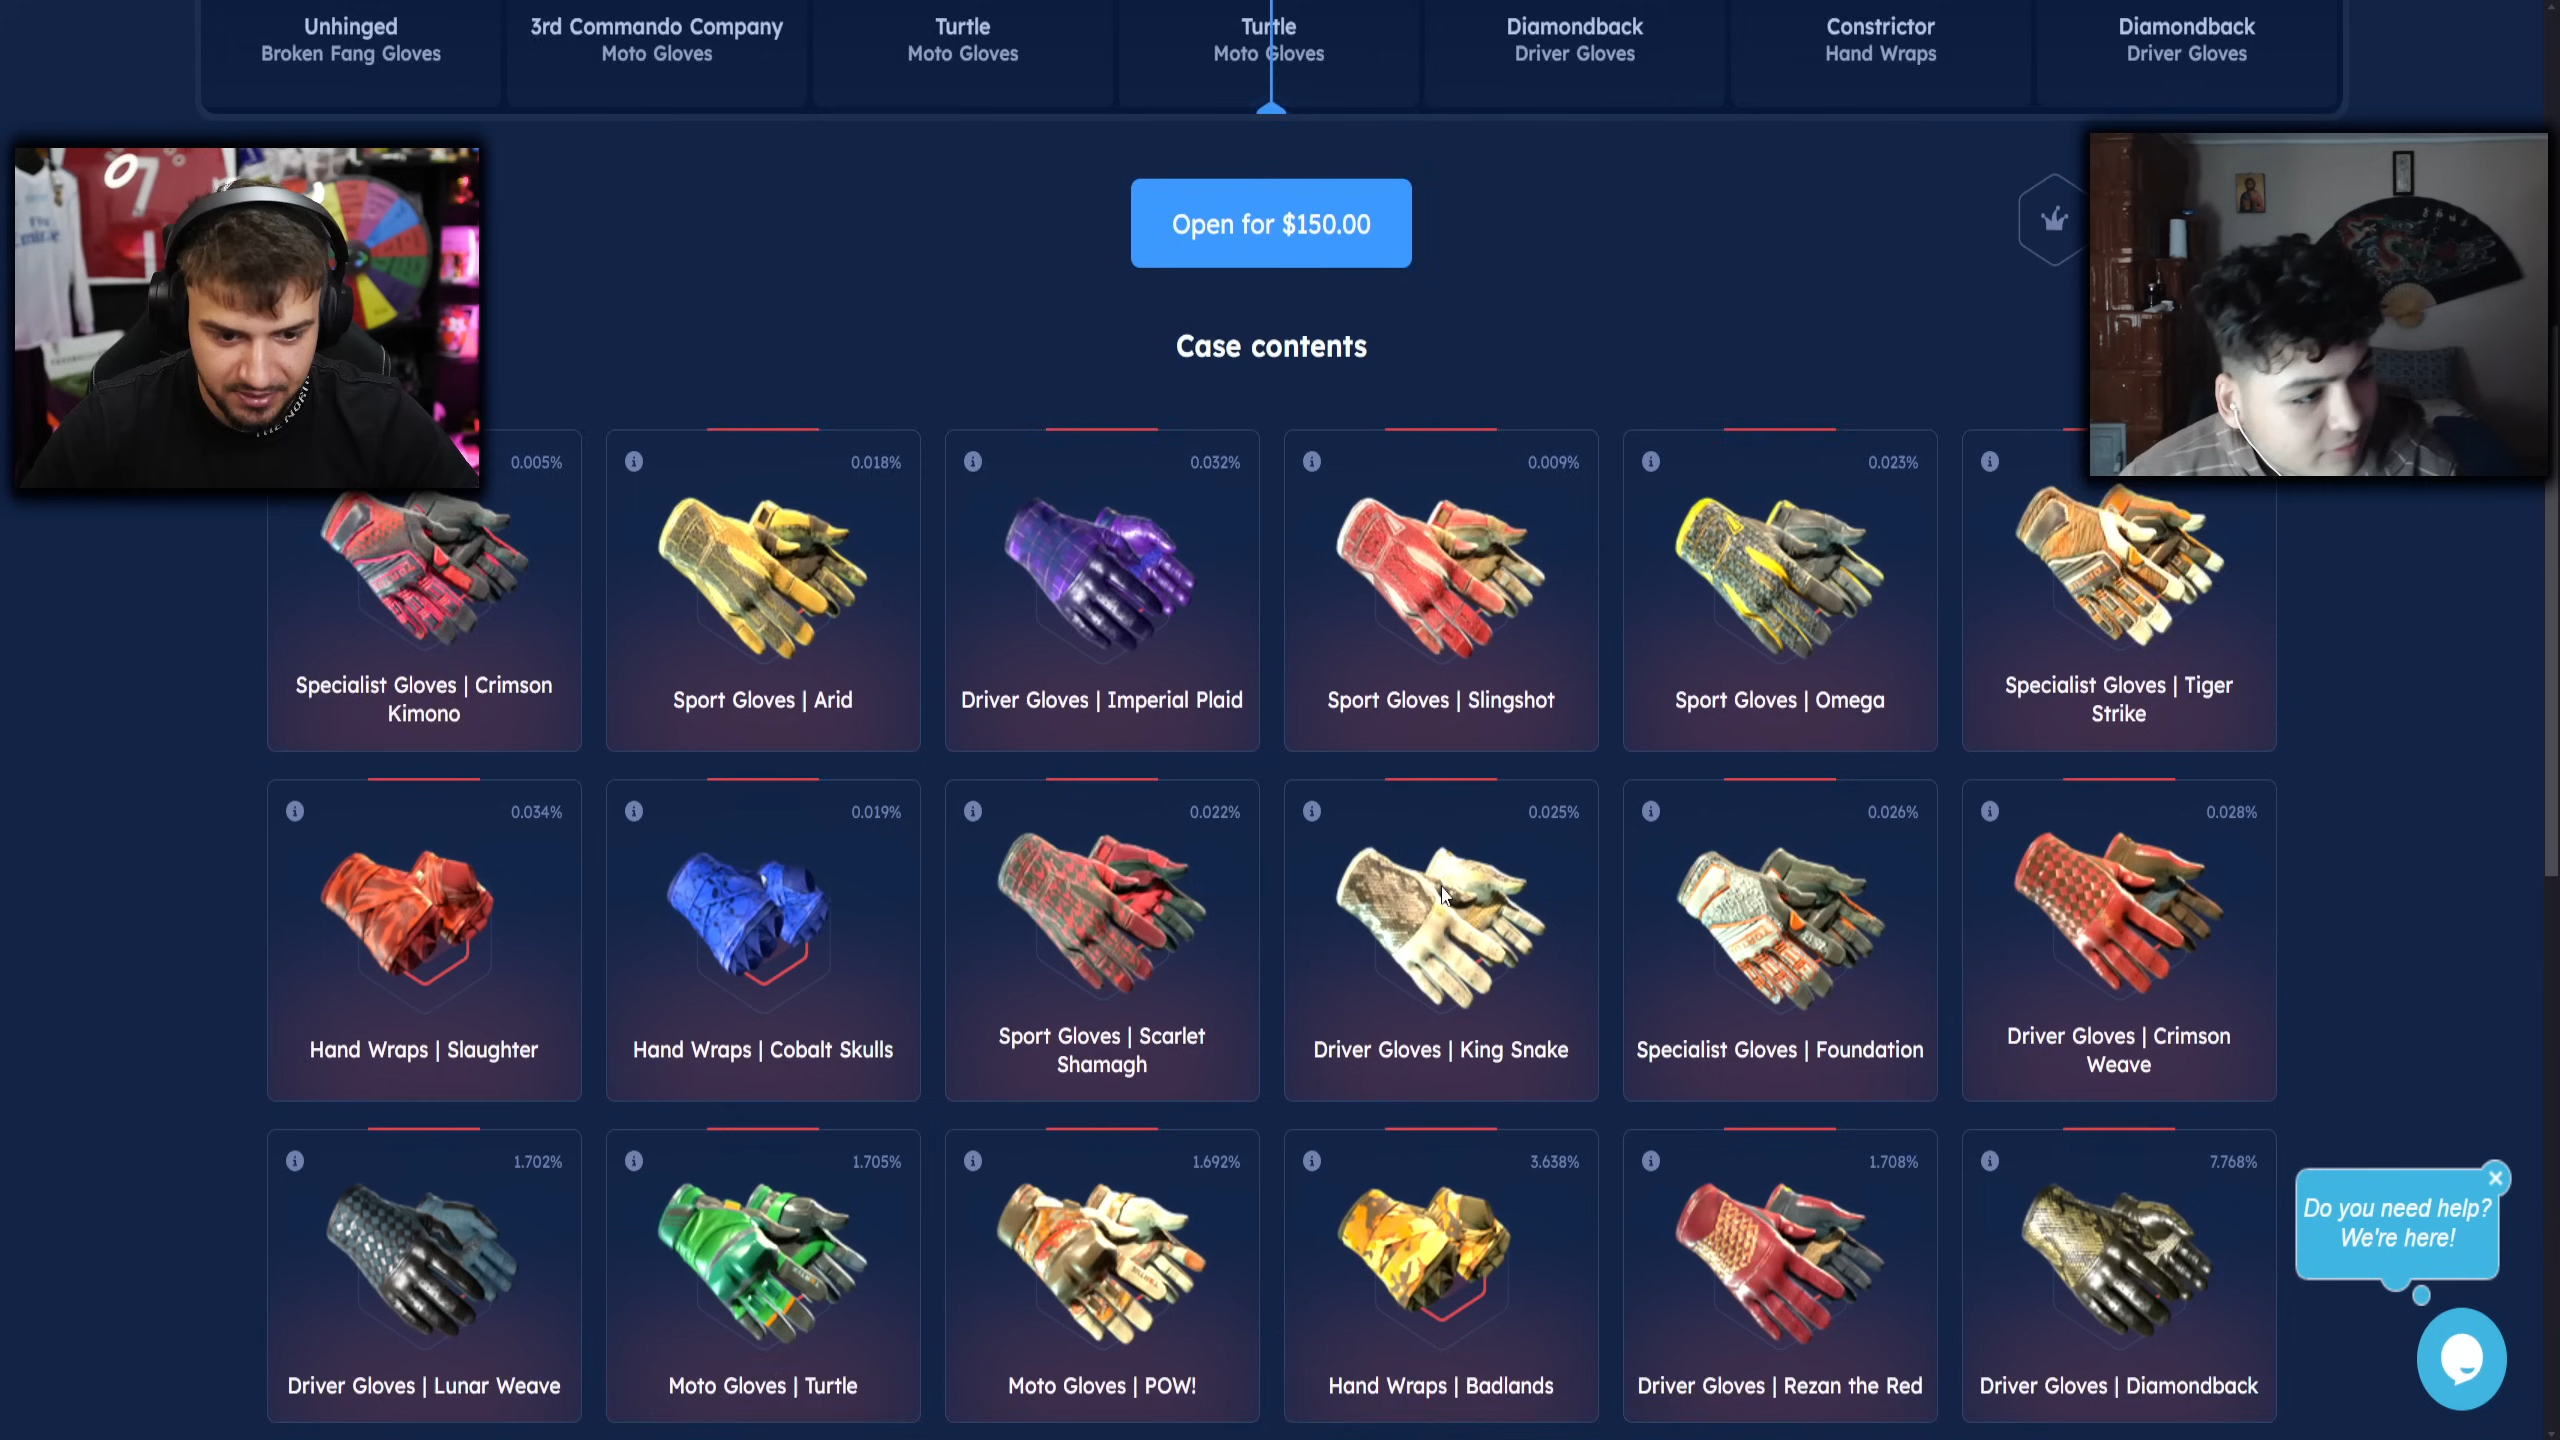 Unhinged
Broken Fang Gloves
3rd Commando Company
Moto Gloves
Turtle
Moto Gloves
Turtle
Moto Gloves
Diamondback
Driver Gloves
Constrictor
Hand Wraps
Diamondback
Driver Gloves
Open for $150.00
Case contents
0.005%
Specialist Gloves | Crimson
Kimono
0.018%
Sport Gloves | Arid
0.032%
Driver Gloves | Imperial Plaid
0.009%
Sport Gloves | Slingshot
0.023%
Sport Gloves | Omega
Specialist Gloves | Tiger
Strike
0.034%
Hand Wraps | Slaughter
0.019%
Hand Wraps | Cobalt Skulls
0.022%
Sport Gloves | Scarlet
Shamagh
0.025%
Driver Gloves | King Snake
0.026%
Specialist Gloves | Foundation
0.028%
Driver Gloves | Crimson
Weave
1.702%
Driver Gloves | Lunar Weave
1.705%
Moto Gloves | Turtle
1.692%
Moto Gloves | POW!
3.638%
Hand Wraps | Badlands
1.708%
Driver Gloves | Rezan the Red
7.768%
Driver Gloves | Diamondback
Do you need help?
We're here!